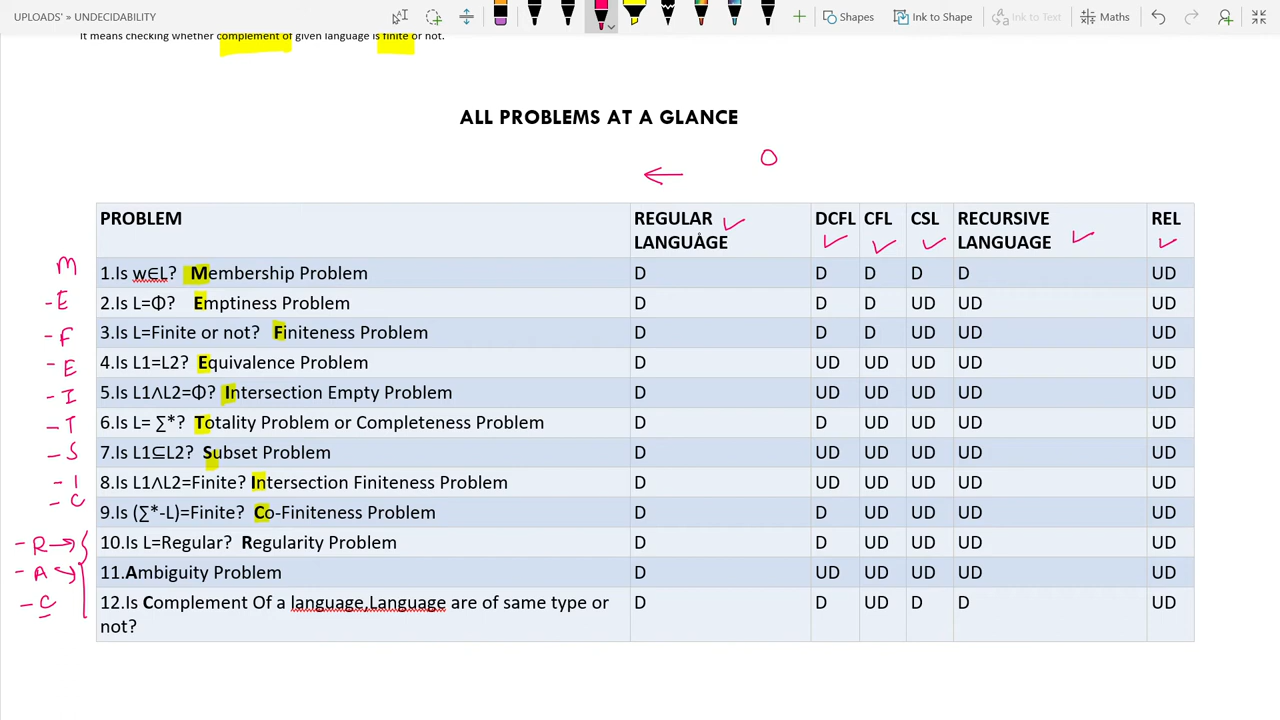 UPLOADS' » UNDECIDABILITY
Shapes Ink to Shape Ink to Text Maths
It means checking whether complement of given language is finite or not.
ALL PROBLEMS AT A GLANCE
PROBLEM REGULAR LANGUAGE DCFL CFL CSL RECURSIVE LANGUAGE REL
M 1.Is w∈L? Membership Problem D D D D D UD
-E 2.Is L=Φ? Emptiness Problem D D D UD UD UD
-F 3.Is L=Finite or not? Finiteness Problem D D D UD UD UD
-E 4.Is L1=L2? Equivalence Problem D UD UD UD UD UD
-I 5.Is L1∧L2=Φ? Intersection Empty Problem D UD UD UD UD UD
-T 6.Is L= ∑*? Totality Problem or Completeness Problem D D UD UD UD UD
-S 7.Is L1⊆L2? Subset Problem D UD UD UD UD UD
-I 8.Is L1∧L2=Finite? Intersection Finiteness Problem D UD UD UD UD UD
-C 9.Is (∑*-L)=Finite? Co-Finiteness Problem D D UD UD UD UD
-R→ 10.Is L=Regular? Regularity Problem D D UD UD UD UD
-A 11.Ambiguity Problem D UD UD UD UD UD
-C 12.Is Complement Of a language,Language are of same type or D D UD D D UD
not?